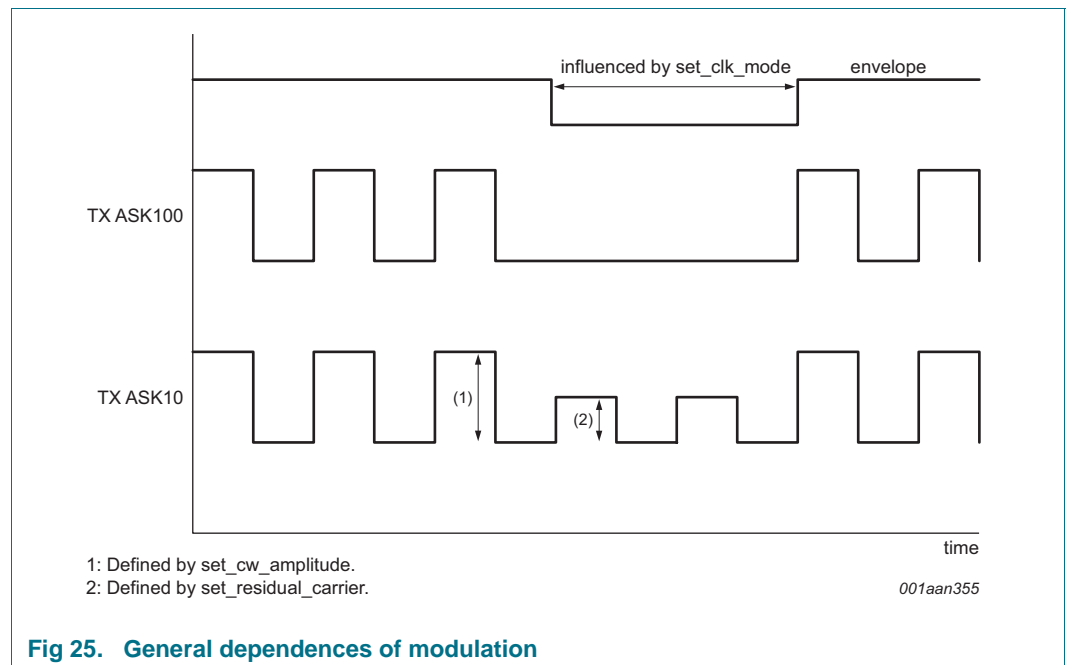 influenced by set_clk_mode
envelope
TX ASK100
TX ASK10
(1)
(2)
time
1: Defined by set_cw_amplitude.
2: Defined by set_residual_carrier.
001aan355
Fig 25. General dependences of modulation